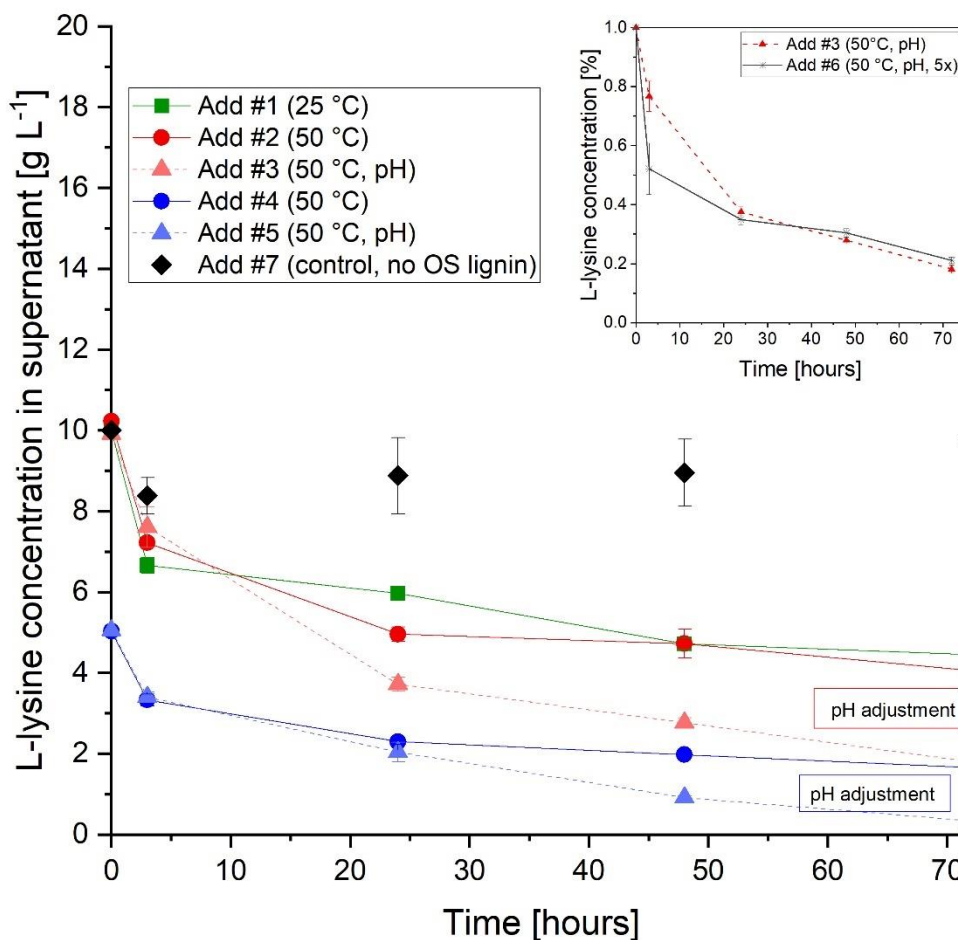 L-lysine concentration in supernatant [g L⁻¹]
20
18
16
14
12
10
8
6
4
2
0
Add #1 (25 °C)
Add #2 (50 °C)
Add #3 (50 °C, pH)
Add #4 (50 °C)
Add #5 (50 °C, pH)
Add #7 (control, no OS lignin)
L-lysine concentration [%]
1.0
0.8
0.6
0.4
0.2
0.0
Add #3 (50°C, pH)
Add #6 (50 °C, pH, 5x)
0 10 20 30 40 50 60 70
Time [hours]
pH adjustment
pH adjustment
0 10 20 30 40 50 60 70
Time [hours]